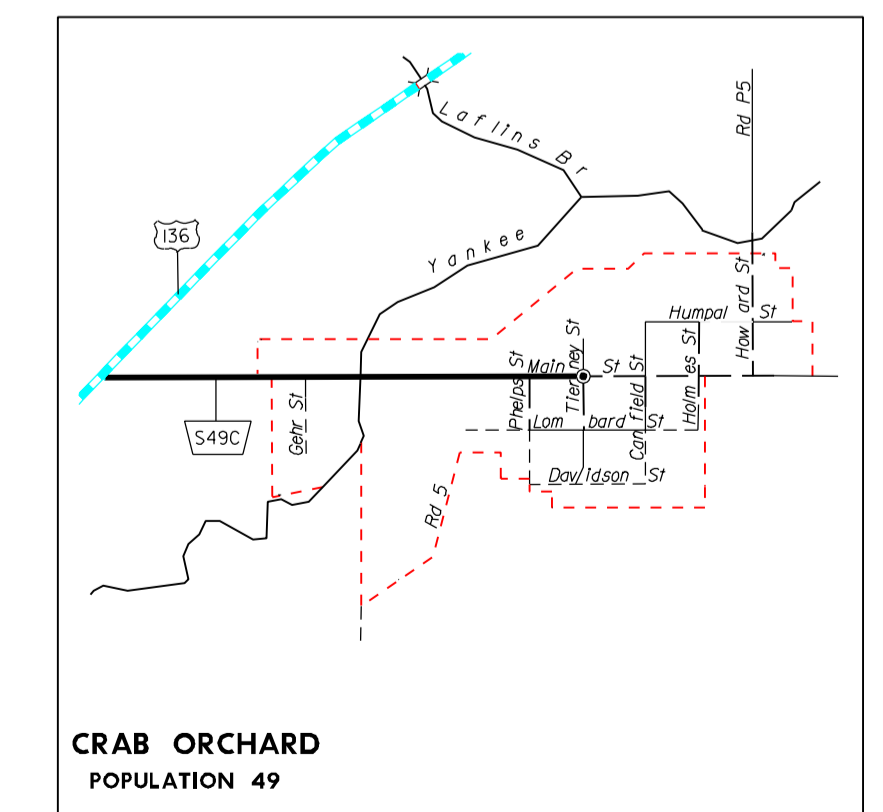 Laflins Br
Rd P5
136
Yankee
Howard St
Humpal St
Main St
Tierney St
Phelps St
Canfield St
Holmes St
S49C
Gehr St
Lombard St
Davidson St
Rd 5
CRAB ORCHARD
POPULATION 49